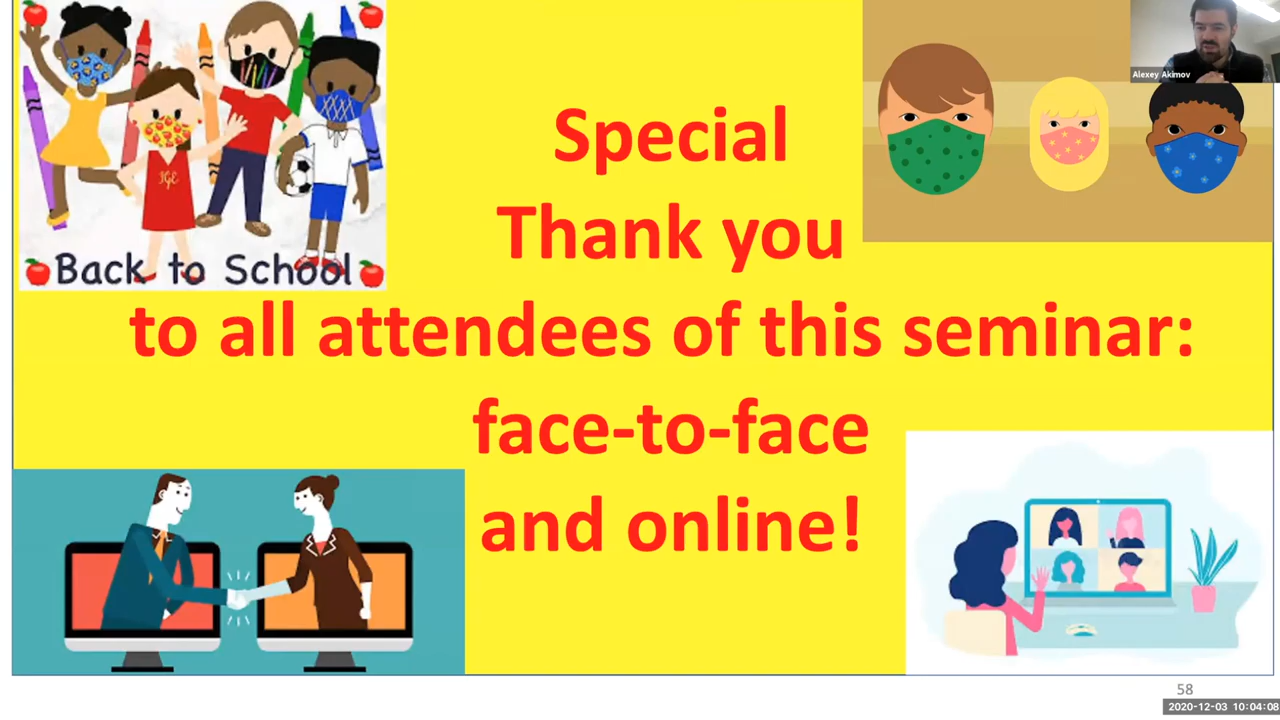 Alexey Akimov
Special
Thank you
to all attendees of this seminar:
face-to-face
and online!
Back to School
58
2020-12-03 10:04:08